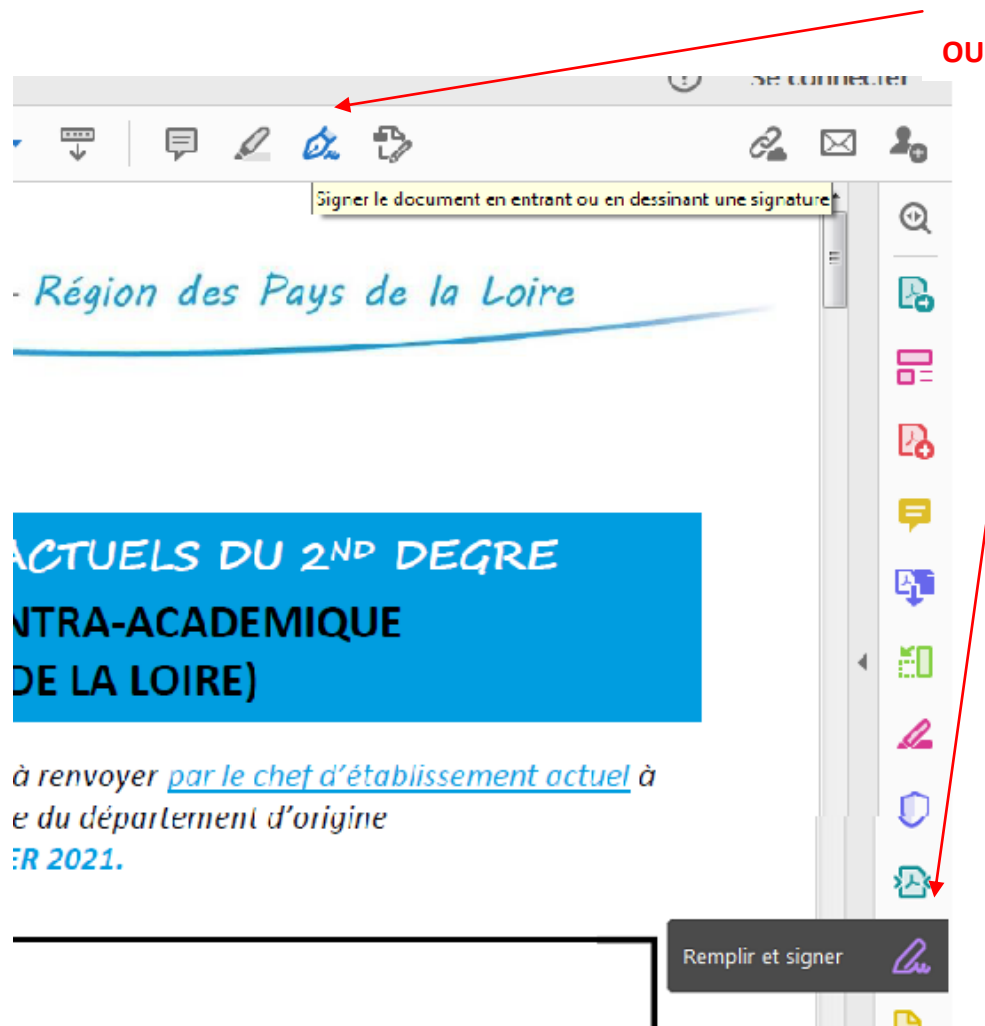 OU
Se connecter
Signer le document en entrant ou en dessinant une signature
- Région des Pays de la Loire
ACTUELS DU 2ND DEGRE
NTRA-ACADEMIQUE
DE LA LOIRE)
à renvoyer par le chef d'établissement actuel à
e du département d'origine
ER 2021.
Remplir et signer